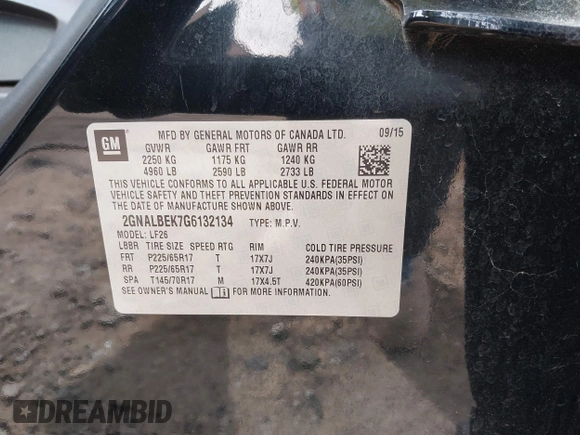 GM
MFD BY GENERAL MOTORS OF CANADA LTD. 09/15
GVWR GAWR FRT GAWR RR
2250 KG 1175 KG 1240 KG
4960 LB 2590 LB 2733 LB
THIS VEHICLE CONFORMS TO ALL APPLICABLE U.S. FEDERAL MOTOR
VEHICLE SAFETY AND THEFT PREVENTION STANDARDS IN EFFECT
ON THE DATE OF MANUFACTURE SHOWN ABOVE.
2GNALBEK7G6132134 TYPE: M.P.V.
MODEL: LF26
LBBR TIRE SIZE SPEED RTG RIM COLD TIRE PRESSURE
FRT P225/65R17 T 17X7J 240KPA(35PSI)
RR P225/65R17 T 17X7J 240KPA(35PSI)
SPA T145/70R17 M 17X4.5T 420KPA(60PSI)
SEE OWNER'S MANUAL FOR MORE INFORMATION
DREAMBID